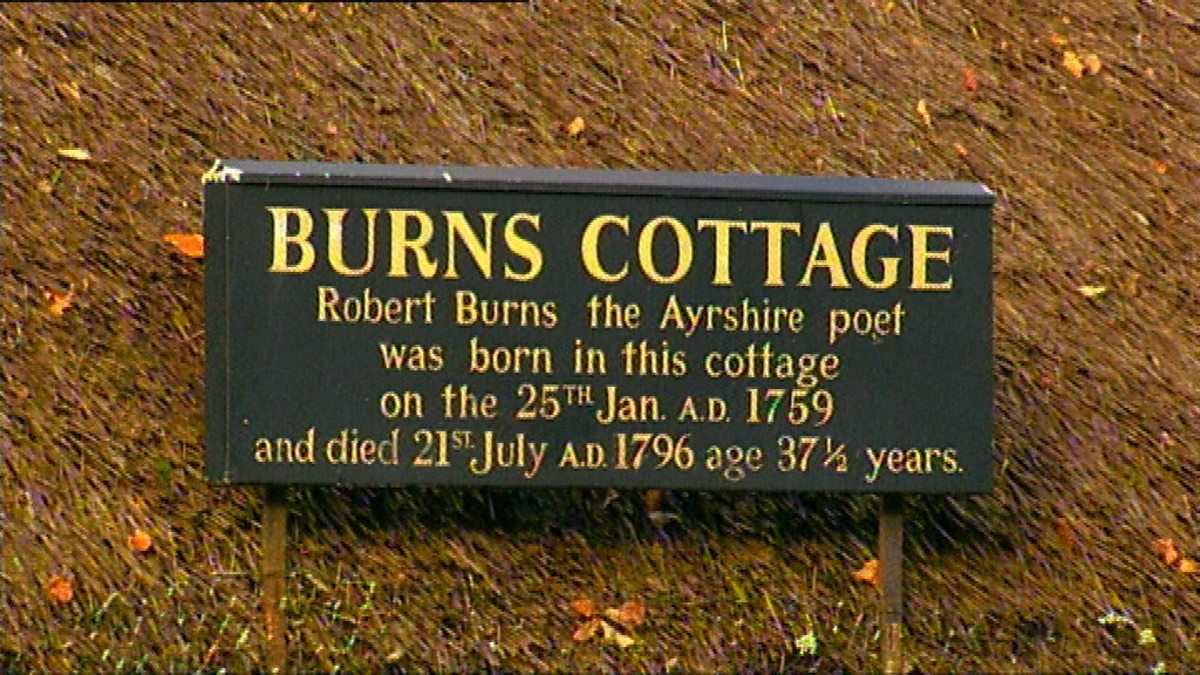 BURNS COTTAGE
Robert Burns the Ayrshire poet
was born in this cottage
on the 25TH Jan. A.D. 1759
and died 21ST. July A.D. 1796 age 37½ years.